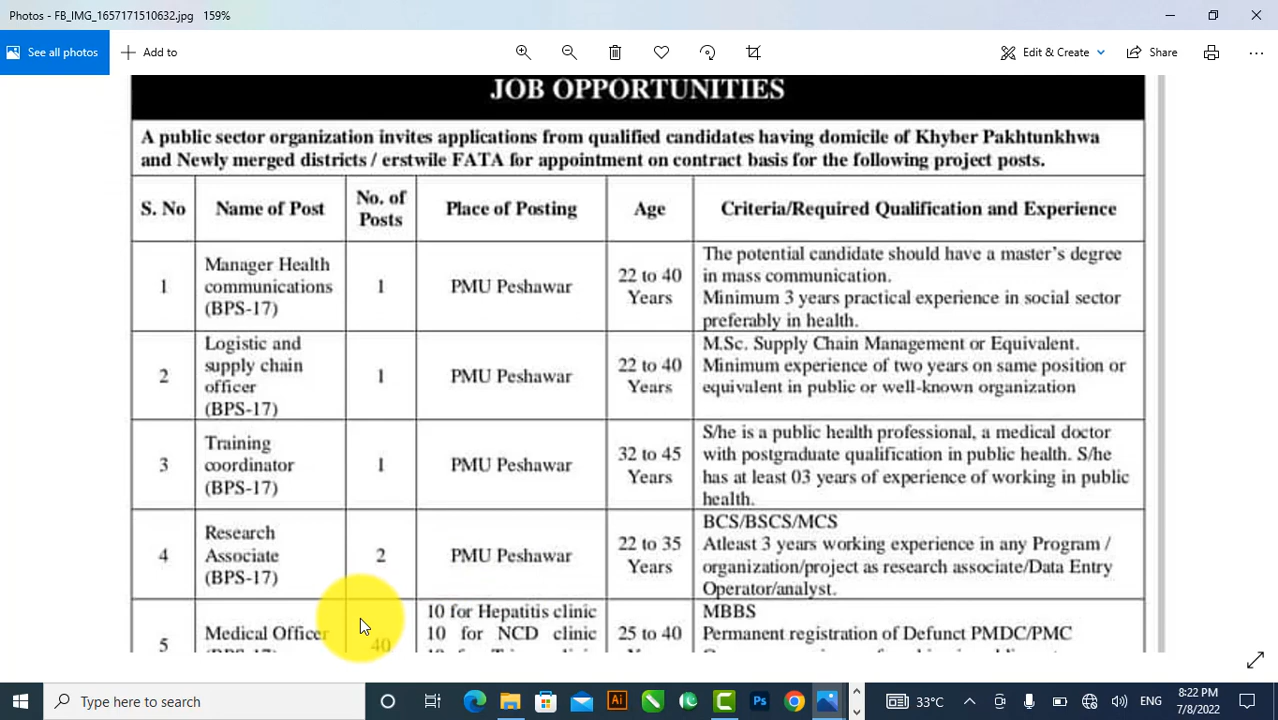 Photos - FB_IMG_1657171510632.jpg   159%
See all photos
Add to
Edit & Create
Share
JOB OPPORTUNITIES
A public sector organization invites applications from qualified candidates having domicile of Khyber Pakhtunkhwa
and Newly merged districts / erstwile FATA for appointment on contract basis for the following project posts.
S. No
Name of Post
No. of
Posts
Place of Posting
Age
Criteria/Required Qualification and Experience
1
Manager Health
communications
(BPS-17)
1
PMU Peshawar
22 to 40
Years
The potential candidate should have a master's degree
in mass communication.
Minimum 3 years practical experience in social sector
preferably in health.
2
Logistic and
supply chain
officer
(BPS-17)
1
PMU Peshawar
22 to 40
Years
M.Sc. Supply Chain Management or Equivalent.
Minimum experience of two years on same position or
equivalent in public or well-known organization
3
Training
coordinator
(BPS-17)
1
PMU Peshawar
32 to 45
Years
S/he is a public health professional, a medical doctor
with postgraduate qualification in public health. S/he
has at least 03 years of experience of working in public
health.
4
Research
Associate
(BPS-17)
2
PMU Peshawar
22 to 35
Years
BCS/BSCS/MCS
Atleast 3 years working experience in any Program /
organization/project as research associate/Data Entry
Operator/analyst.
5
Medical Officer
40
10 for Hepatitis clinic
10 for NCD clinic
25 to 40
MBBS
Permanent registration of Defunct PMDC/PMC
Type here to search
Ai
Ps
33°C
ENG
8:22 PM
7/8/2022